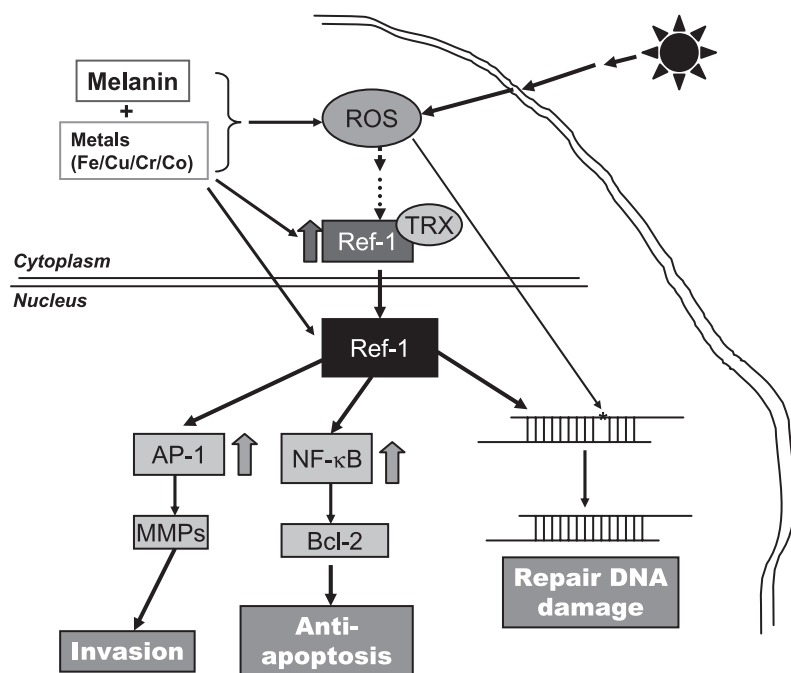 Melanin
+
Metals
(Fe/Cu/Cr/Co)
ROS
TRX
Ref-1
Cytoplasm
Nucleus
Ref-1
*
AP-1
NF-κB
MMPs
Bcl-2
Repair DNA
damage
Invasion
Anti-
apoptosis